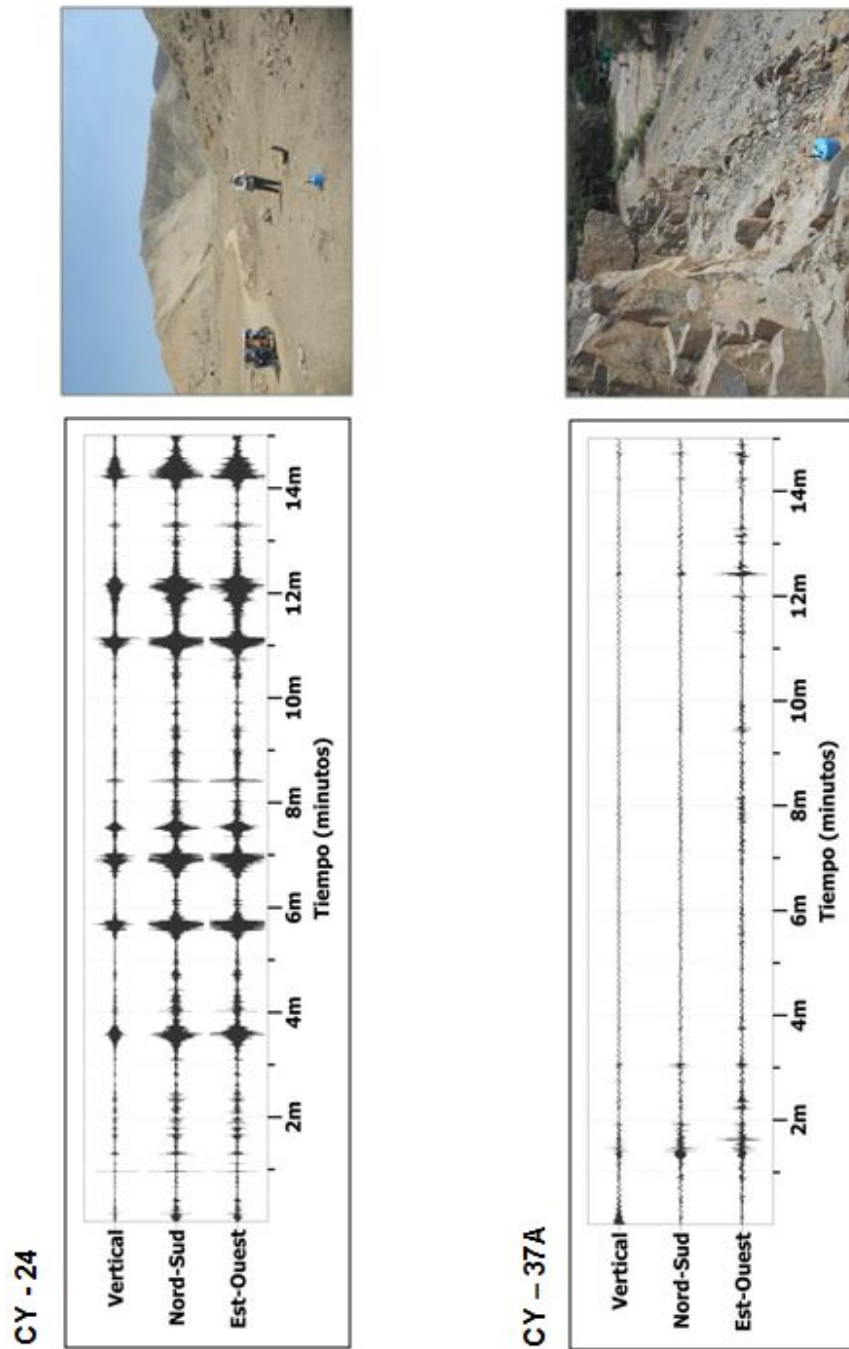 CY - 24
Vertical
Nord-Sud
Est-Ouest
2m 4m 6m 8m 10m 12m 14m
Tiempo (minutos)
CY – 37A
Vertical
Nord-Sud
Est-Ouest
2m 4m 6m 8m 10m 12m 14m
Tiempo (minutos)